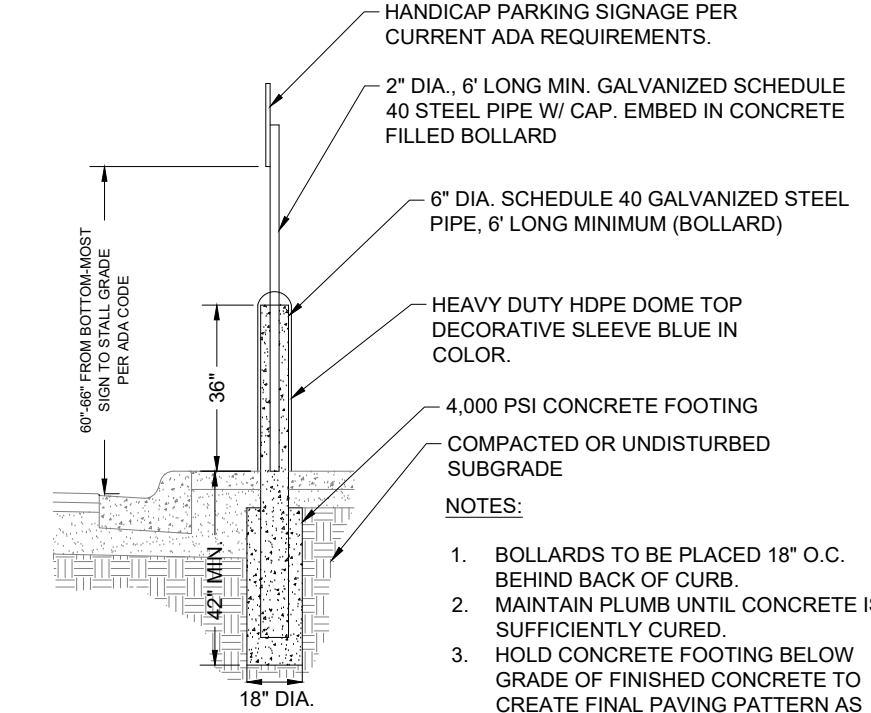 HANDICAP PARKING SIGNAGE PER
CURRENT ADA REQUIREMENTS.
2" DIA., 6' LONG MIN. GALVANIZED SCHEDULE
40 STEEL PIPE W/ CAP. EMBED IN CONCRETE
FILLED BOLLARD
6" DIA. SCHEDULE 40 GALVANIZED STEEL
PIPE, 6' LONG MINIMUM (BOLLARD)
HEAVY DUTY HDPE DOME TOP
DECORATIVE SLEEVE BLUE IN
COLOR.
4,000 PSI CONCRETE FOOTING
COMPACTED OR UNDISTURBED
SUBGRADE
60"-66" FROM BOTTOM-MOST
SIGN TO STALL GRADE
PER ADA CODE
36"
42" MIN.
18" DIA.
NOTES:
1. BOLLARDS TO BE PLACED 18" O.C.
BEHIND BACK OF CURB.
2. MAINTAIN PLUMB UNTIL CONCRETE IS
SUFFICIENTLY CURED.
3. HOLD CONCRETE FOOTING BELOW
GRADE OF FINISHED CONCRETE TO
CREATE FINAL PAVING PATTERN AS